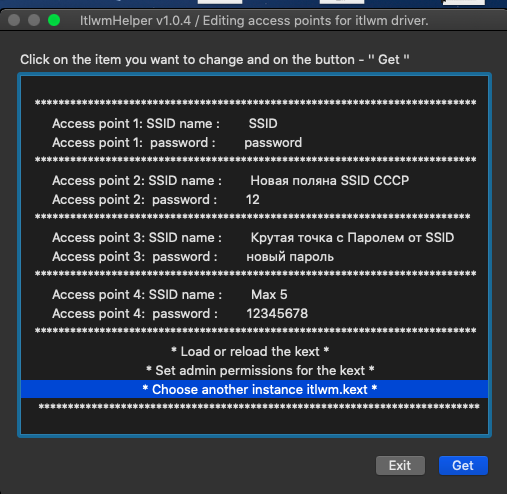 ItlwmHelper v1.0.4 / Editing access points for itlwm driver.
Click on the item you want to change and on the button - " Get "
****************************************************************************
Access point 1: SSID name : SSID
Access point 1: password : password
****************************************************************************
Access point 2: SSID name : Новая поляна SSID СССР
Access point 2: password : 12
***************************************************************************
Access point 3: SSID name : Крутая точка с Паролем от SSID
Access point 3: password : новый пароль
****************************************************************************
Access point 4: SSID name : Max 5
Access point 4: password : 12345678
****************************************************************************
* Load or reload the kext *
* Set admin permissions for the kext *
* Choose another instance itlwm.kext *
****************************************************************************
Exit
Get